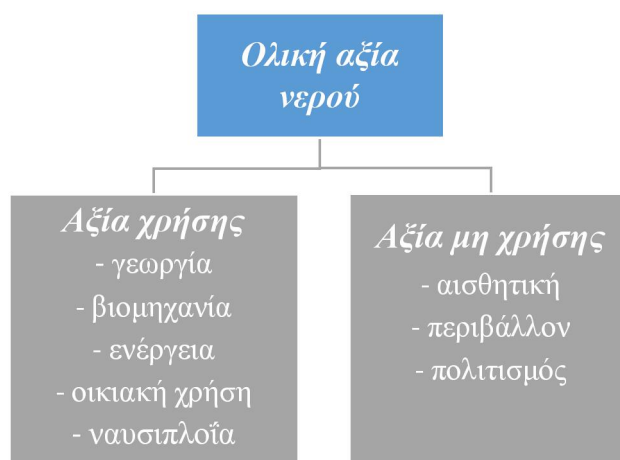 Ολική αξία
νερού
Αξία χρήσης
- γεωργία
- βιομηχανία
- ενέργεια
- οικιακή χρήση
- ναυσιπλοΐα
Αξία μη χρήσης
- αισθητική
- περιβάλλον
- πολιτισμός